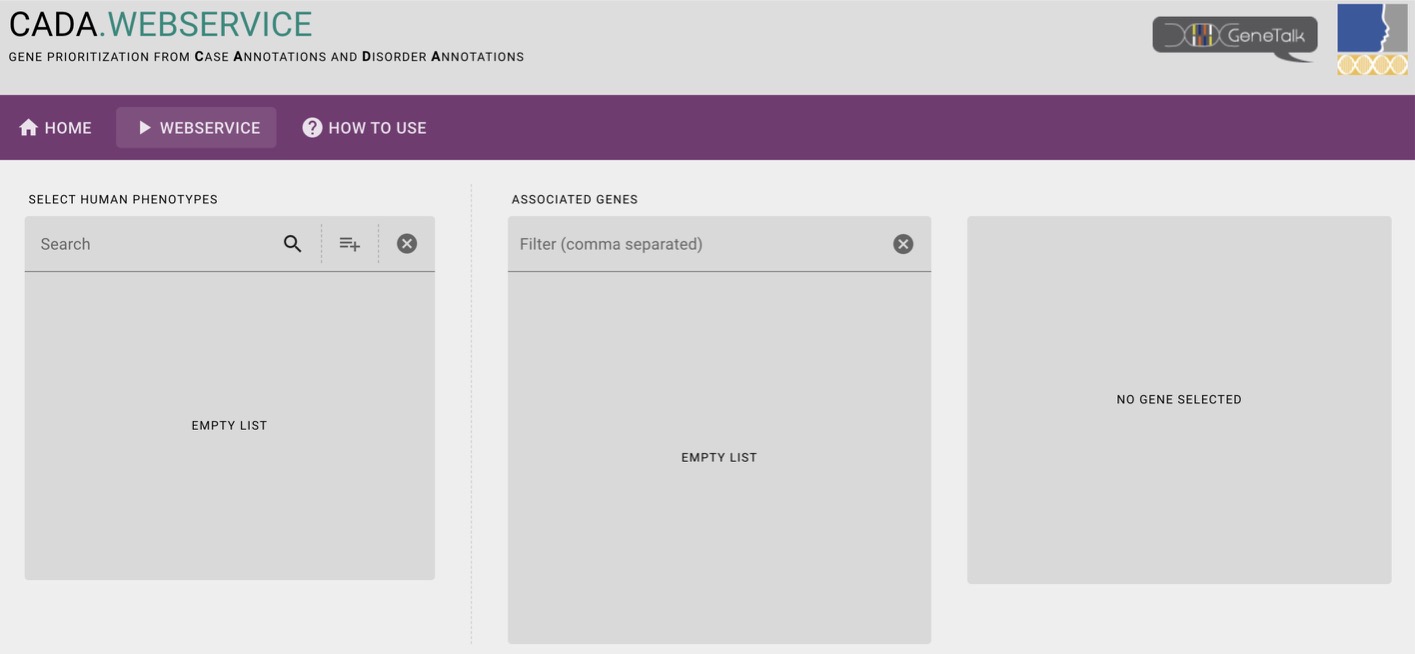 CADA.WEBSERVICE
GENE PRIORITIZATION FROM CASE ANNOTATIONS AND DISORDER ANNOTATIONS
GeneTalk
HOME
WEBSERVICE
? HOW TO USE
SELECT HUMAN PHENOTYPES
Search
EMPTY LIST
ASSOCIATED GENES
Filter (comma separated)
EMPTY LIST
NO GENE SELECTED